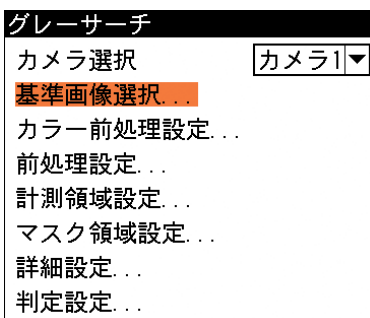 グレーサーチ
カメラ選択 カメラ1▼
基準画像選択...
カラー前処理設定...
前処理設定...
計測領域設定...
マスク領域設定...
詳細設定...
判定設定...